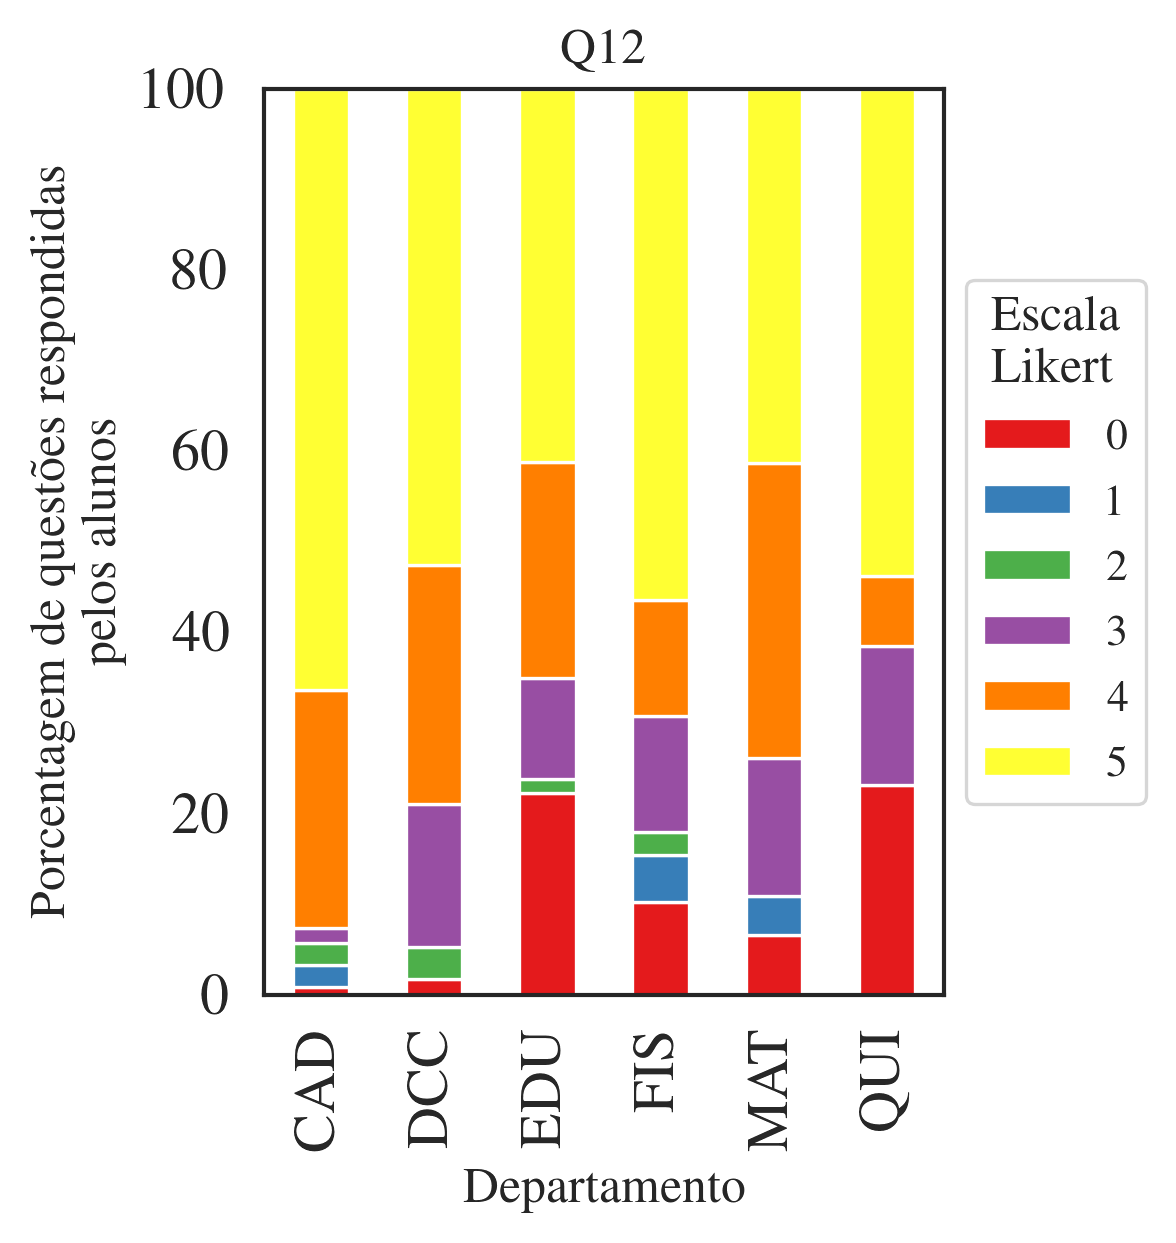 Q12
100
80
60
40
20
0
Porcentagem de questões respondidas
pelos alunos
CAD
DCC
EDU
FIS
MAT
QUI
Departamento
Escala
Likert
0
1
2
3
4
5